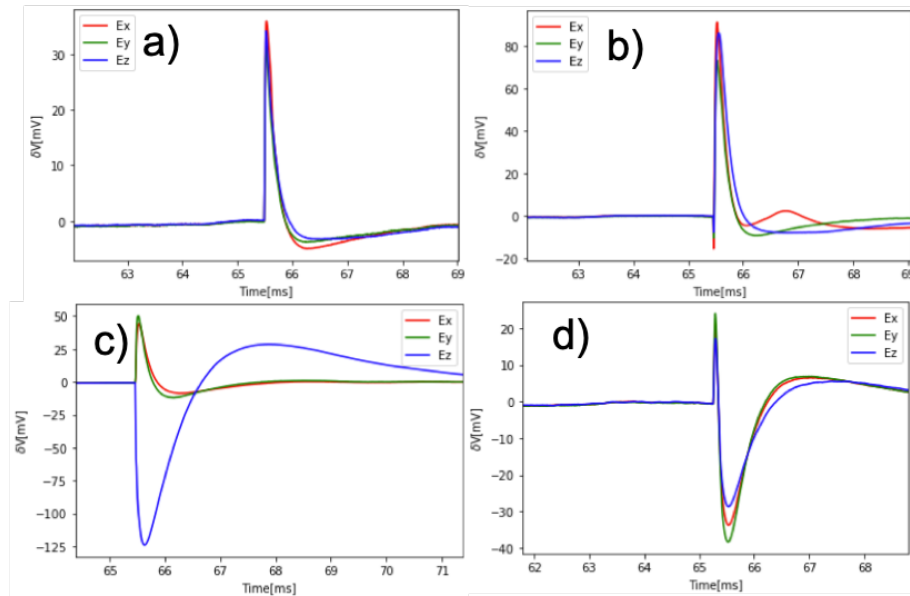 a)
Ex
Ey
Ez
δV[mV]
30
20
10
0
63 64 65 66 67 68 69
Time[ms]
b)
Ex
Ey
Ez
δV[mV]
80
60
40
20
0
-20
63 64 65 66 67 68 69
Time[ms]
c)
Ex
Ey
Ez
δV[mV]
50
25
0
-25
-50
-75
-100
-125
65 66 67 68 69 70 71
Time[ms]
d)
Ex
Ey
Ez
δV[mV]
20
10
0
-10
-20
-30
-40
62 63 64 65 66 67 68
Time[ms]